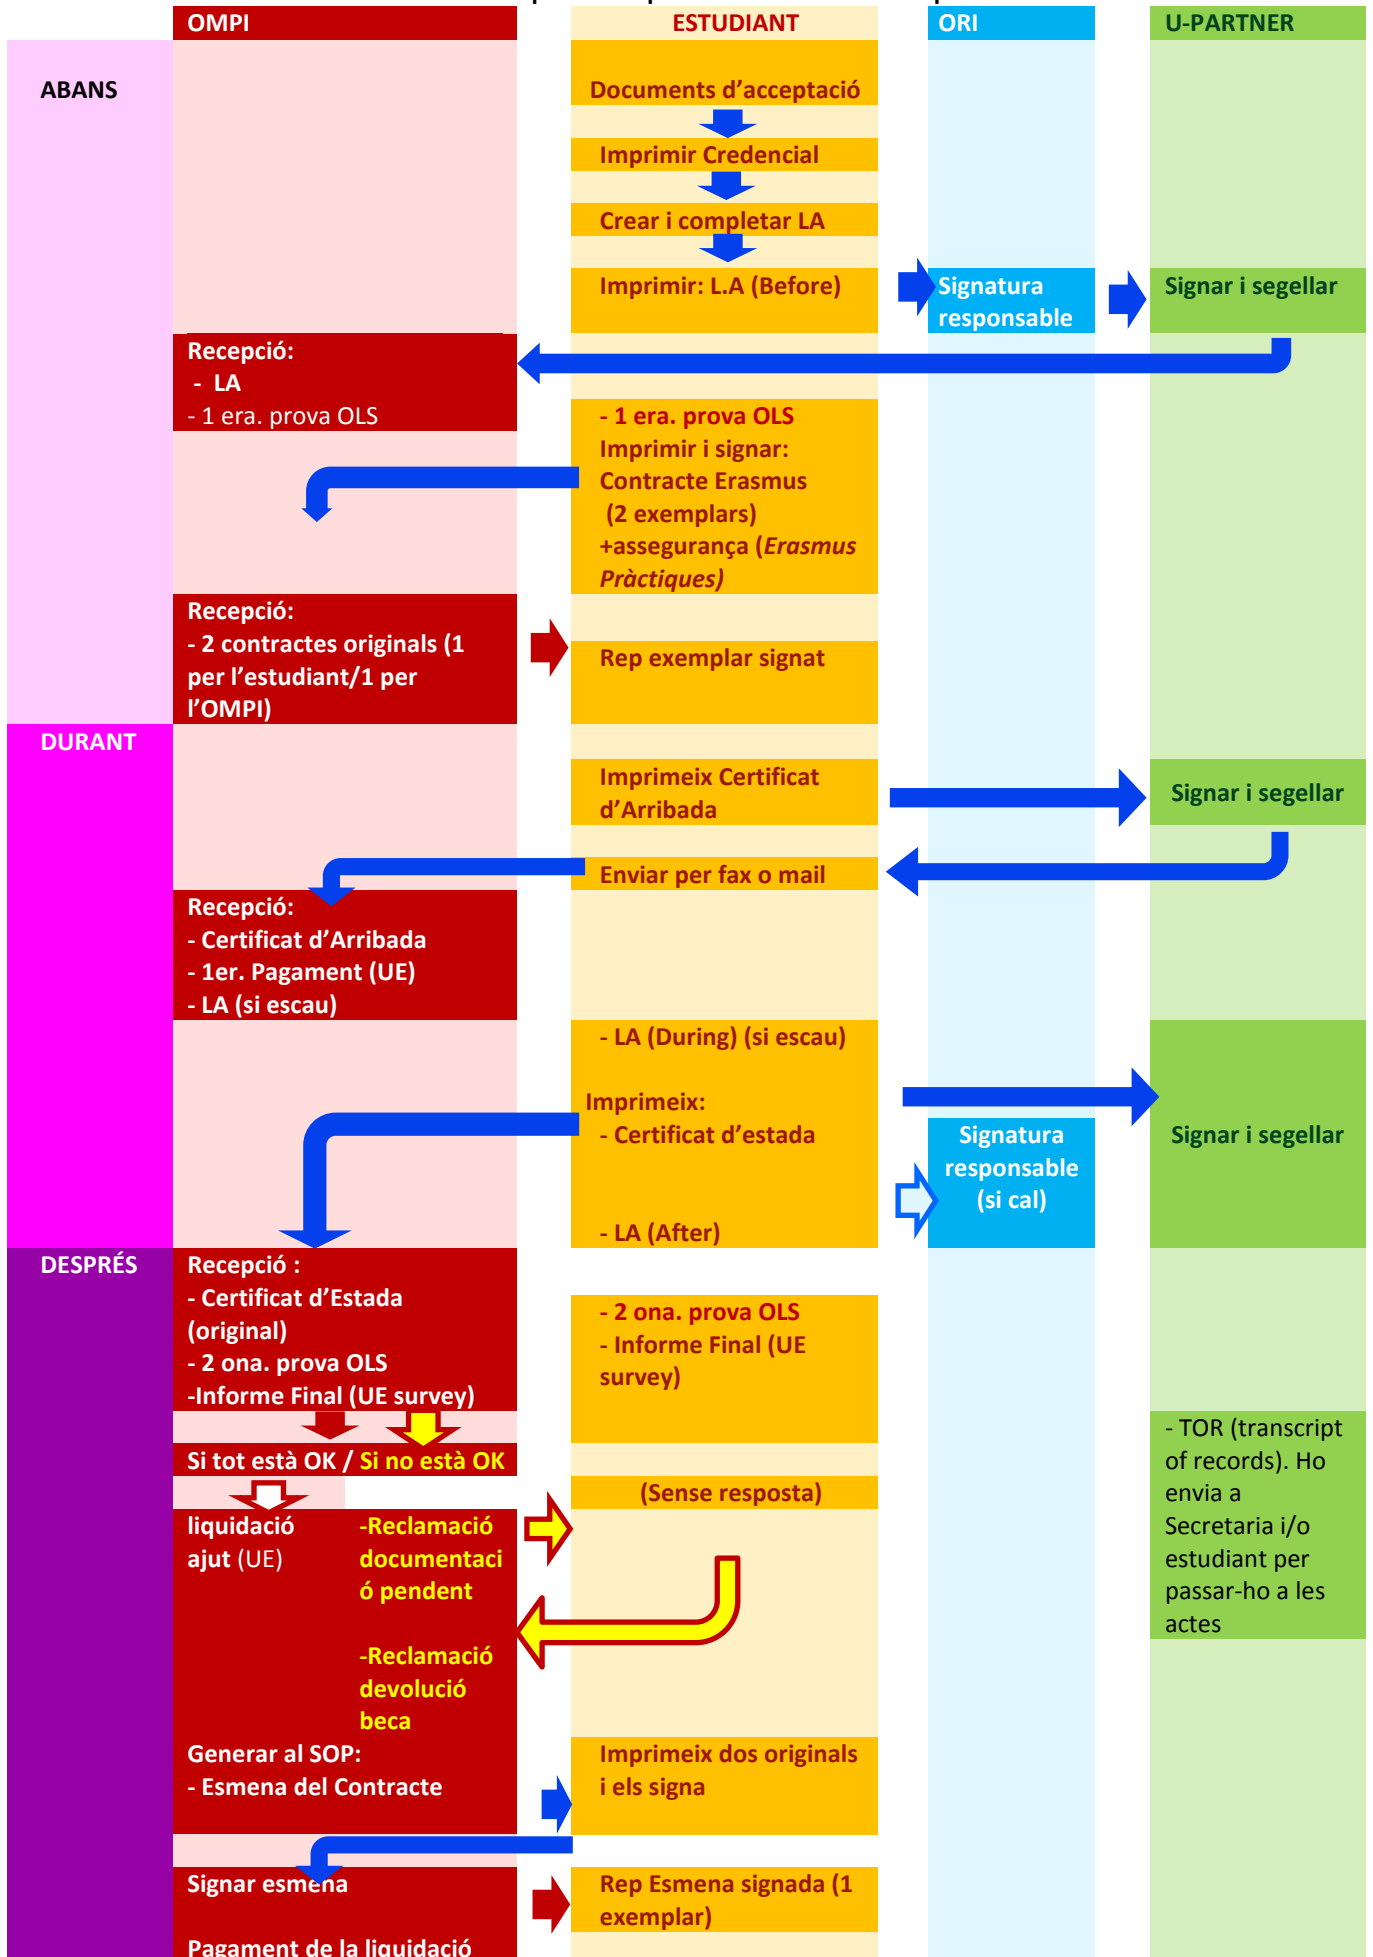 OMPI
ESTUDIANT
ORI
U-PARTNER
ABANS
Documents d’acceptació
Imprimir Credencial
Crear i completar LA
Imprimir: L.A (Before)
Signatura
responsable
Signar i segellar
Recepció:
- LA
- 1 era. prova OLS
- 1 era. prova OLS
Imprimir i signar:
Contracte Erasmus
(2 exemplars)
+assegurança (Erasmus
Pràctiques)
Recepció:
- 2 contractes originals (1
per l’estudiant/1 per
l’OMPI)
Rep exemplar signat
DURANT
Imprimeix Certificat
d’Arribada
Signar i segellar
Enviar per fax o mail
Recepció:
- Certificat d’Arribada
- 1er. Pagament (UE)
- LA (si escau)
- LA (During) (si escau)
Imprimeix:
- Certificat d’estada
- LA (After)
Signatura
responsable
(si cal)
Signar i segellar
DESPRÉS
Recepció :
- Certificat d’Estada
(original)
- 2 ona. prova OLS
-Informe Final (UE survey)
- 2 ona. prova OLS
- Informe Final (UE
survey)
Si tot està OK / Si no està OK
- TOR (transcript
of records). Ho
envia a
Secretaria i/o
estudiant per
passar-ho a les
actes
(Sense resposta)
liquidació
ajut (UE)
-Reclamació
documentaci
ó pendent
-Reclamació
devolució
beca
Generar al SOP:
- Esmena del Contracte
Imprimeix dos originals
i els signa
Signar esmena
Rep Esmena signada (1
exemplar)
Pagament de la liquidació